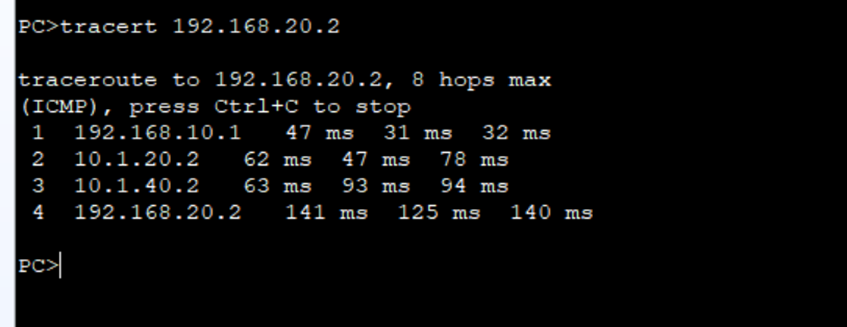 PC>tracert 192.168.20.2
traceroute to 192.168.20.2, 8 hops max
(ICMP), press Ctrl+C to stop
1 192.168.10.1 47 ms 31 ms 32 ms
2 10.1.20.2 62 ms 47 ms 78 ms
3 10.1.40.2 63 ms 93 ms 94 ms
4 192.168.20.2 141 ms 125 ms 140 ms
PC>